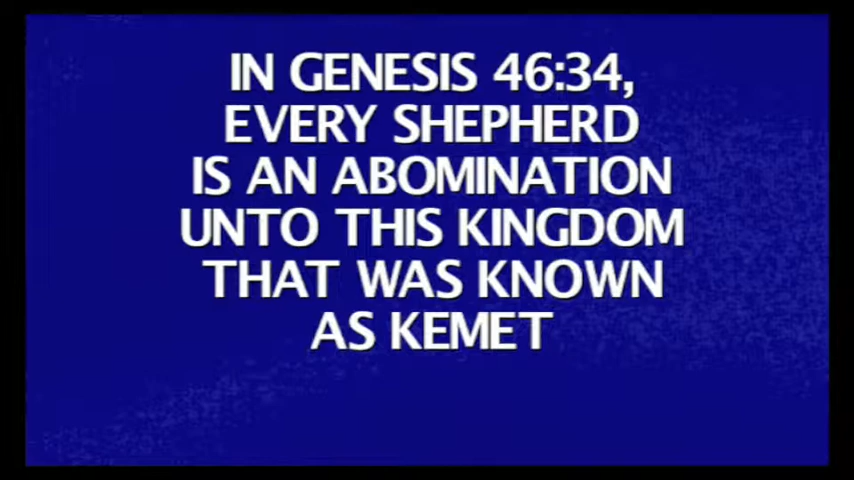 IN GENESIS 46:34,
EVERY SHEPHERD
IS AN ABOMINATION
UNTO THIS KINGDOM
THAT WAS KNOWN
AS KEMET